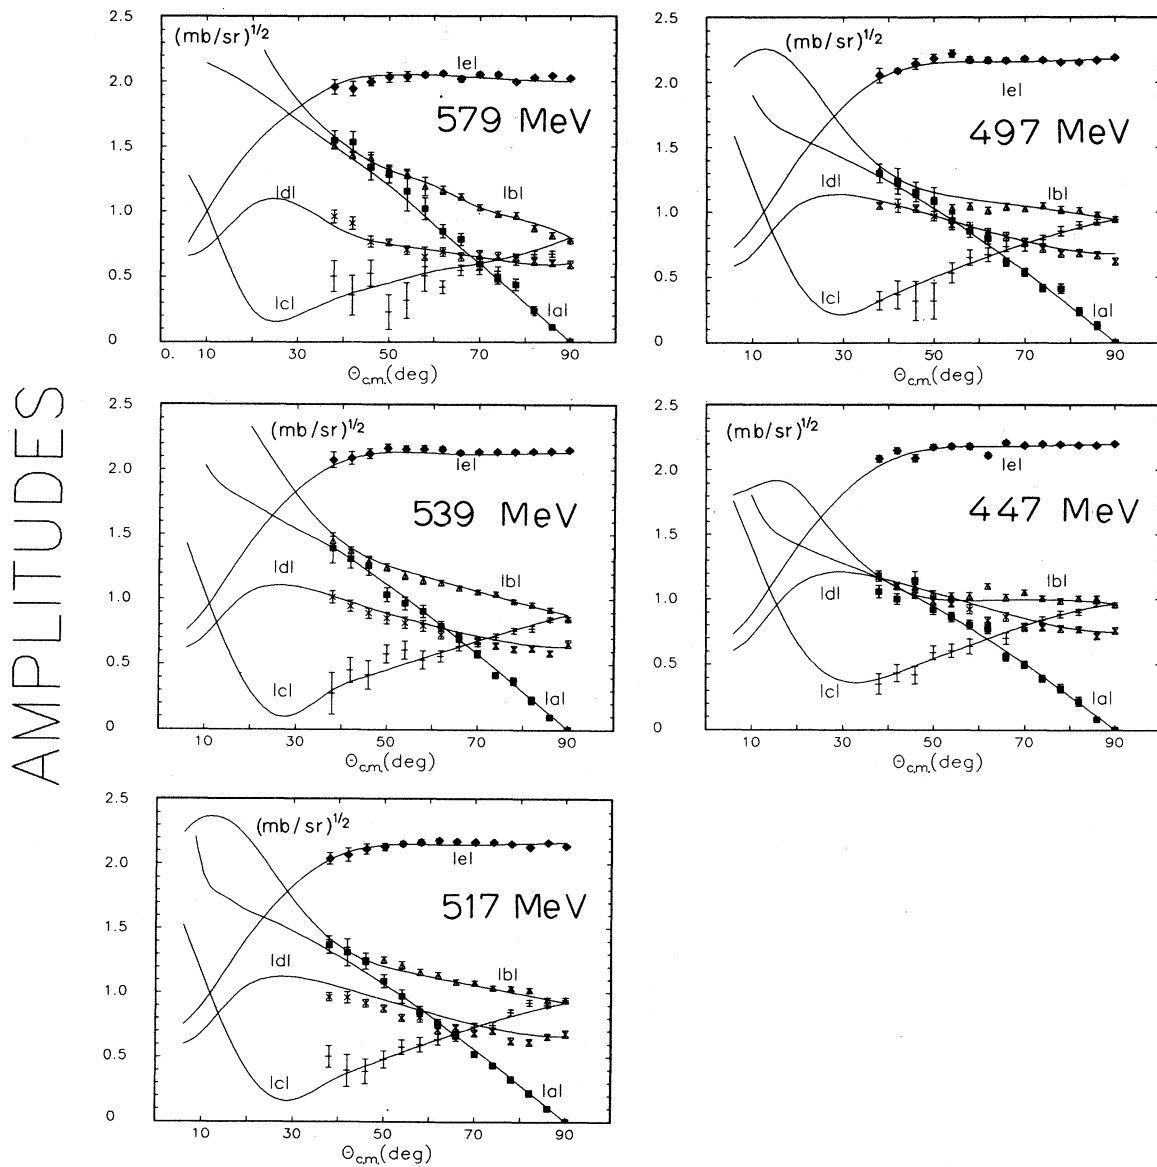 AMPLITUDES
2.5
2.0
1.5
1.0
0.5
0
(mb/sr)1/2
|e|
579 MeV
|d|
|b|
|c|
|a|
0. 10 30 50 70 90
Θc.m.(deg)
2.5
2.0
1.5
1.0
0.5
0
(mb/sr)1/2
|e|
497 MeV
|d|
|b|
|c|
|a|
10 30 50 70 90
Θc.m.(deg)
2.5
2.0
1.5
1.0
0.5
0
(mb/sr)1/2
|e|
539 MeV
|d|
|b|
|c|
|a|
10 30 50 70 90
Θc.m.(deg)
2.5
2.0
1.5
1.0
0.5
0
(mb/sr)1/2
|e|
447 MeV
|d|
|b|
|c|
|a|
10 30 50 70 90
Θc.m.(deg)
2.5
2.0
1.5
1.0
0.5
0
(mb/sr)1/2
|e|
517 MeV
|d|
|b|
|c|
|a|
10 30 50 70 90
Θc.m.(deg)